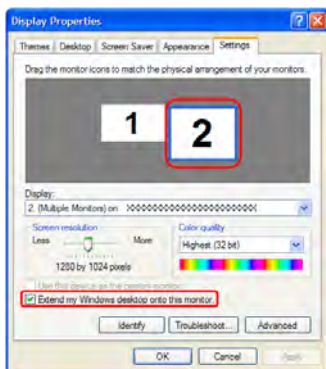 Display Properties
Themes Desktop Screen Saver Appearance Settings
Drag the monitor icons to match the physical arrangement of your monitors.
1 2
Display:
2. (Multiple Monitors) on XXXXXXXXXXXXXXXXXXXXXX
Screen resolution Color quality
Less More Highest (32 bit)
1280 by 1024 pixels
Use this device as the primary monitor.
Extend my Windows desktop onto this monitor.
Identify Troubleshoot... Advanced
OK Cancel Apply